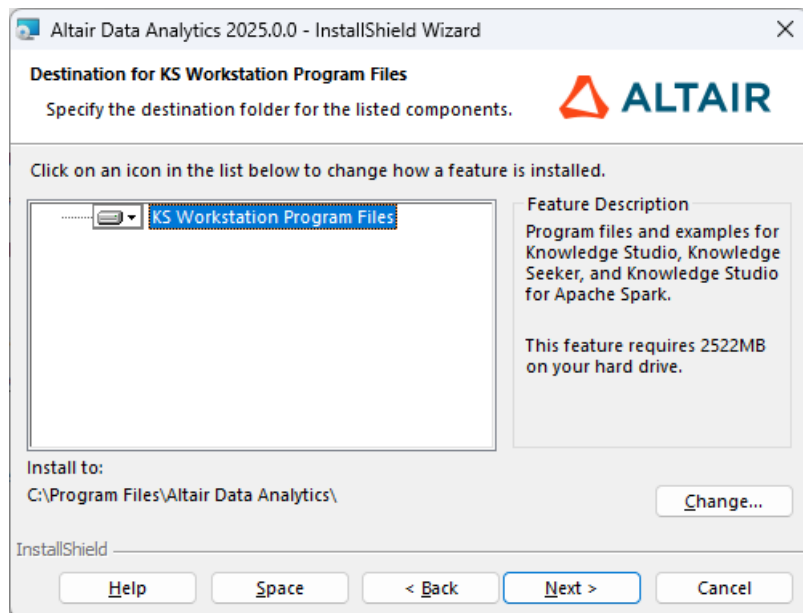 Altair Data Analytics 2025.0.0 - InstallShield Wizard
Destination for KS Workstation Program Files
Specify the destination folder for the listed components.
ALTAIR
Click on an icon in the list below to change how a feature is installed.
KS Workstation Program Files
Feature Description
Program files and examples for
Knowledge Studio, Knowledge
Seeker, and Knowledge Studio
for Apache Spark.
This feature requires 2522MB
on your hard drive.
Install to:
C:\Program Files\Altair Data Analytics\
Change...
InstallShield
Help
Space
< Back
Next >
Cancel